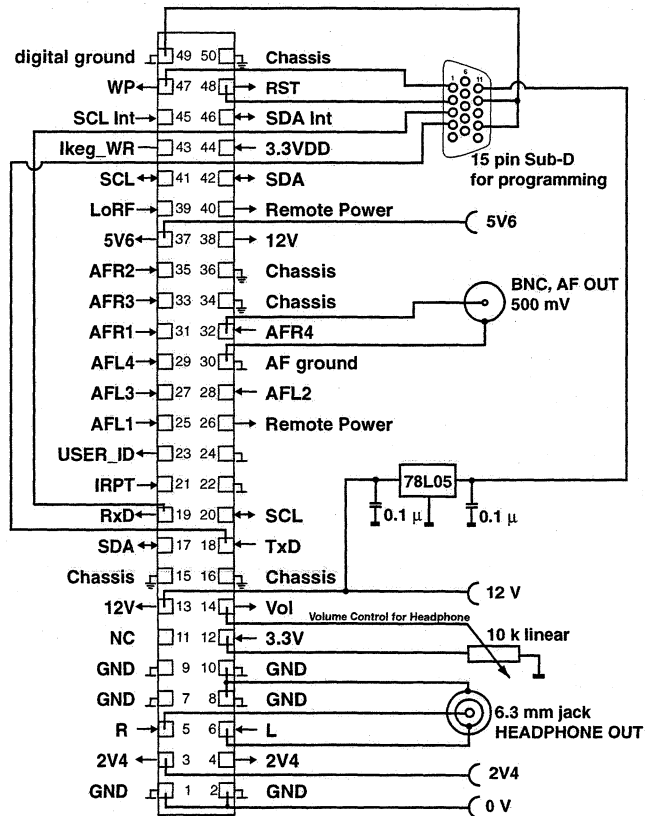 digital ground 49 50 Chassis
WP 47 48 RST
SCL Int 45 46 SDA Int
Ikeg_WR 43 44 3.3VDD
SCL 41 42 SDA
LoRF 39 40 Remote Power
5V6 37 38 12V
AFR2 35 36 Chassis
AFR3 33 34 Chassis
AFR1 31 32 AFR4
AFL4 29 30 AF ground
AFL3 27 28 AFL2
AFL1 25 26 Remote Power
USER_ID 23 24
IRPT 21 22
RxD 19 20 SCL
SDA 17 18 TxD
Chassis 15 16 Chassis
12V 13 14 Vol
NC 11 12 3.3V
GND 9 10 GND
GND 7 8 GND
R 5 6 L
2V4 3 4 2V4
GND 1 2 GND
1 6 11
15 pin Sub-D
for programming
5V6
BNC, AF OUT
500 mV
78L05
0.1 µ
0.1 µ
12 V
Volume Control for Headphone
10 k linear
6.3 mm jack
HEADPHONE OUT
2V4
0 V